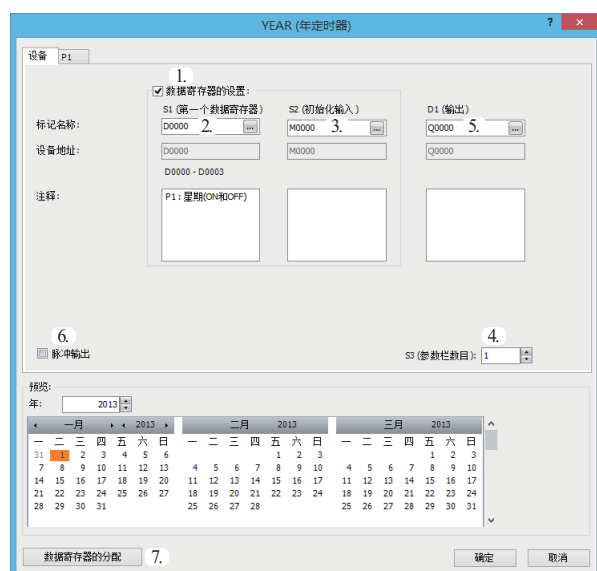 YEAR (年定时器)
? ×
设备 P1
1.
数据寄存器的设置:
S1 (第一个数据寄存器) S2 (初始化输入) D1 (输出)
标记名称: D0000 2. ... M0000 3. ... Q0000 5. ...
设备地址: D0000 M0000 Q0000
D0000 - D0003
注释: P1: 星期(ON和OFF)
6. 4.
脉冲输出 S3 (参数栏数目): 1
预览:
年: 2013
一月 2013 二月 2013 三月 2013
一 二 三 四 五 六 日 一 二 三 四 五 六 日 一 二 三 四 五 六 日
31 1 2 3 4 5 6 1 2 3 1 2 3
7 8 9 10 11 12 13 4 5 6 7 8 9 10 4 5 6 7 8 9 10
14 15 16 17 18 19 20 11 12 13 14 15 16 17 11 12 13 14 15 16 17
21 22 23 24 25 26 27 18 19 20 21 22 23 24 18 19 20 21 22 23 24
28 29 30 31 25 26 27 28 25 26 27 28 29 30 31
数据寄存器的分配 7. 确定 取消